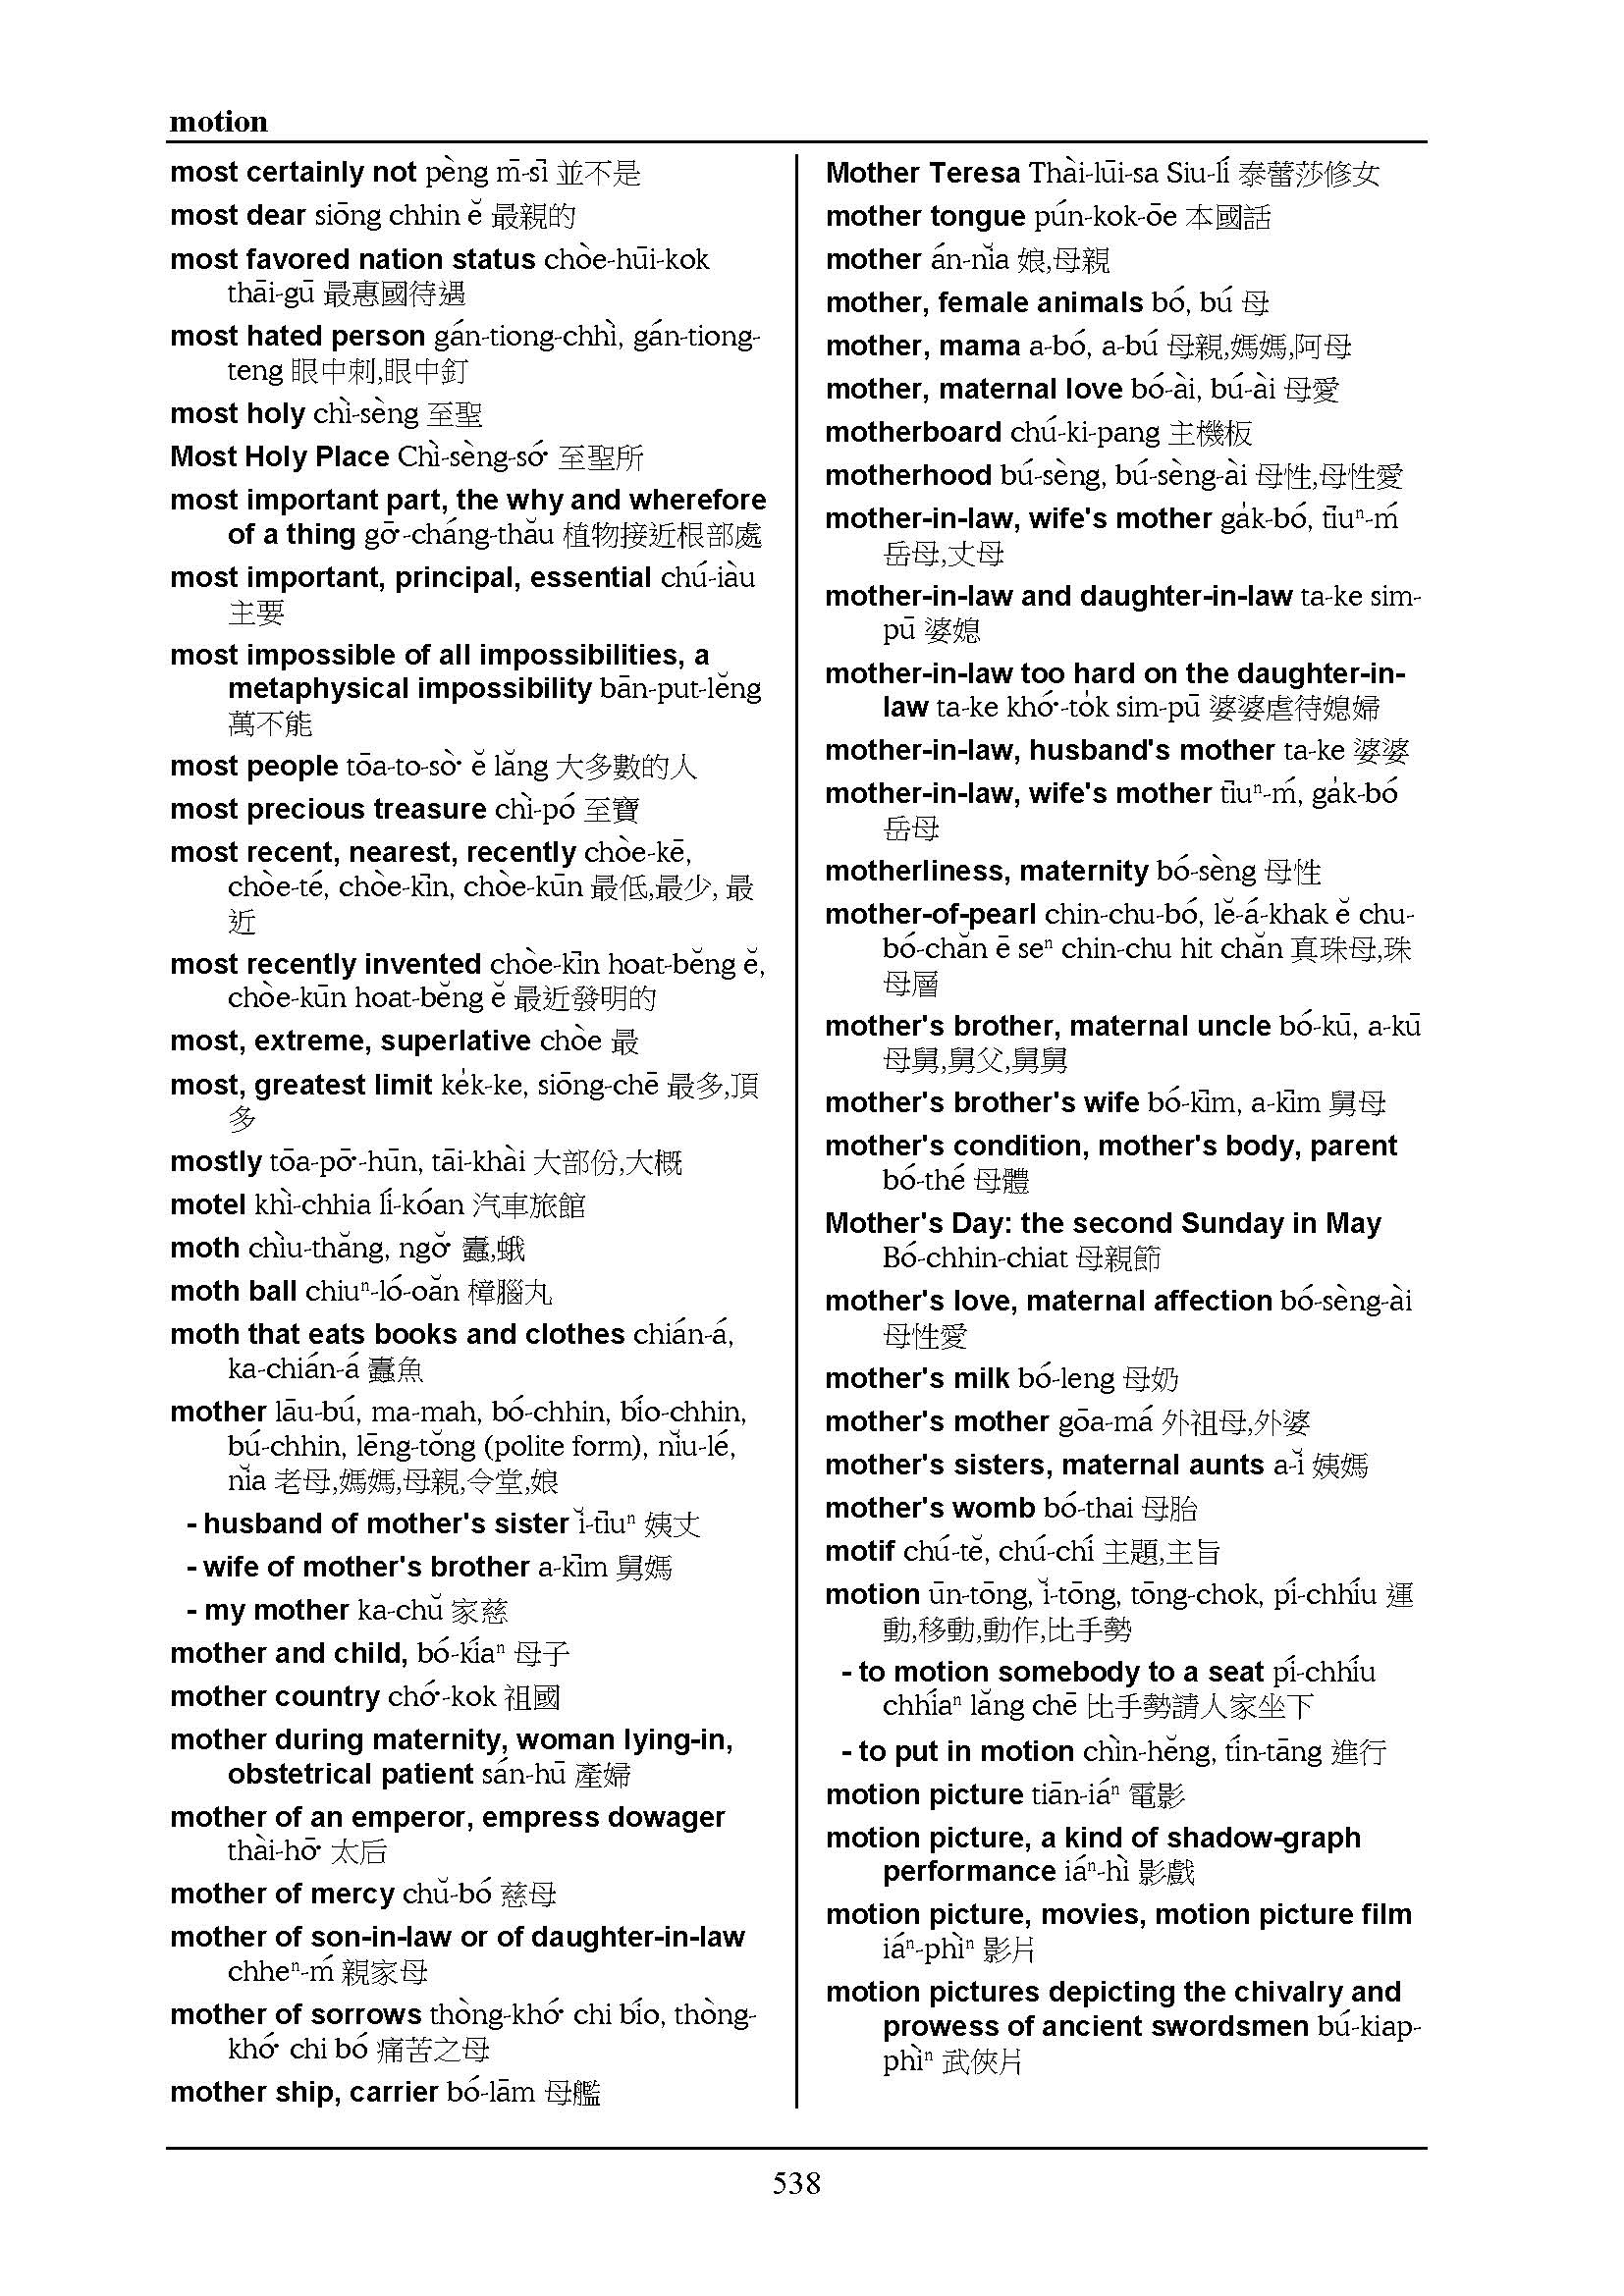 motion
most certainly not pèng m̄-sī 並不是
most dear siōng chhin ĕ 最親的
most favored nation status chòe-hūi-kok
thāi-gū 最惠國待遇
most hated person gán-tiong-chhì, gán-tiong-
teng 眼中刺,眼中釘
most holy chì-sèng 至聖
Most Holy Place Chì-sèng-só͘ 至聖所
most important part, the why and wherefore
of a thing gō͘-cháng-thău 植物接近根部處
most important, principal, essential chú-iàu
主要
most impossible of all impossibilities, a
metaphysical impossibility bān-put-lĕng
萬不能
most people tōa-to-sò͘ ĕ lăng 大多數的人
most precious treasure chì-pó 至寶
most recent, nearest, recently chòe-kē,
chòe-té, chòe-kīn, chòe-kūn 最低,最少, 最
近
most recently invented chòe-kīn hoat-bĕng ĕ,
chòe-kūn hoat-bĕng ĕ 最近發明的
most, extreme, superlative chòe 最
most, greatest limit ke̍k-ke, siōng-chē 最多,頂
多
mostly tōa-pō͘-hūn, tāi-khài 大部份,大概
motel khì-chhia lí-kóan 汽車旅館
moth chìu-thăng, ngŏ͘ 蠹,蛾
moth ball chiuⁿ-ló-oăn 樟腦丸
moth that eats books and clothes chián-á,
ka-chián-á 蠹魚
mother lāu-bú, ma-mah, bó-chhin, bío-chhin,
bú-chhin, lēng-tŏng (polite form), nĭu-lé,
nĭa 老母,媽媽,母親,令堂,娘
- husband of mother's sister ĭ-tīuⁿ 姨丈
- wife of mother's brother a-kīm 舅媽
- my mother ka-chŭ 家慈
mother and child, bó-kíaⁿ 母子
mother country chó͘-kok 祖國
mother during maternity, woman lying-in,
obstetrical patient sán-hū 產婦
mother of an emperor, empress dowager
thài-hō͘ 太后
mother of mercy chŭ-bó 慈母
mother of son-in-law or of daughter-in-law
chheⁿ-ḿ 親家母
mother of sorrows thòng-khó͘ chi bío, thòng-
khó͘ chi bó 痛苦之母
mother ship, carrier bó-lām 母艦
Mother Teresa Thài-lūi-sa Siu-lí 泰蕾莎修女
mother tongue pún-kok-ōe 本國話
mother án-nĭa 娘,母親
mother, female animals bó, bú 母
mother, mama a-bó, a-bú 母親,媽媽,阿母
mother, maternal love bó-ài, bú-ài 母愛
motherboard chú-ki-pang 主機板
motherhood bú-sèng, bú-sèng-ài 母性,母性愛
mother-in-law, wife's mother ga̍k-bó, tīuⁿ-ḿ
岳母,丈母
mother-in-law and daughter-in-law ta-ke sim-
pū 婆媳
mother-in-law too hard on the daughter-in-
law ta-ke khó͘-to̍k sim-pū 婆婆虐待媳婦
mother-in-law, husband's mother ta-ke 婆婆
mother-in-law, wife's mother tīuⁿ-ḿ, ga̍k-bó
岳母
motherliness, maternity bó-sèng 母性
mother-of-pearl chin-chu-bó, lĕ-á-khak ĕ chu-
bó-chăn ē seⁿ chin-chu hit chăn 真珠母,珠
母層
mother's brother, maternal uncle bó-kū, a-kū
母舅,舅父,舅舅
mother's brother's wife bó-kīm, a-kīm 舅母
mother's condition, mother's body, parent
bó-thé 母體
Mother's Day: the second Sunday in May
Bó-chhin-chiat 母親節
mother's love, maternal affection bó-sèng-ài
母性愛
mother's milk bó-leng 母奶
mother's mother gōa-má 外祖母,外婆
mother's sisters, maternal aunts a-ĭ 姨媽
mother's womb bó-thai 母胎
motif chú-tĕ, chú-chí 主題,主旨
motion ūn-tōng, ĭ-tōng, tōng-chok, pí-chhíu 運
動,移動,動作,比手勢
- to motion somebody to a seat pí-chhíu
chhíaⁿ lăng chē 比手勢請人家坐下
- to put in motion chìn-hĕng, tín-tāng 進行
motion picture tiān-iáⁿ 電影
motion picture, a kind of shadow-graph
performance iáⁿ-hì 影戲
motion picture, movies, motion picture film
iáⁿ-phìⁿ 影片
motion pictures depicting the chivalry and
prowess of ancient swordsmen bú-kiap-
phìⁿ 武俠片
538